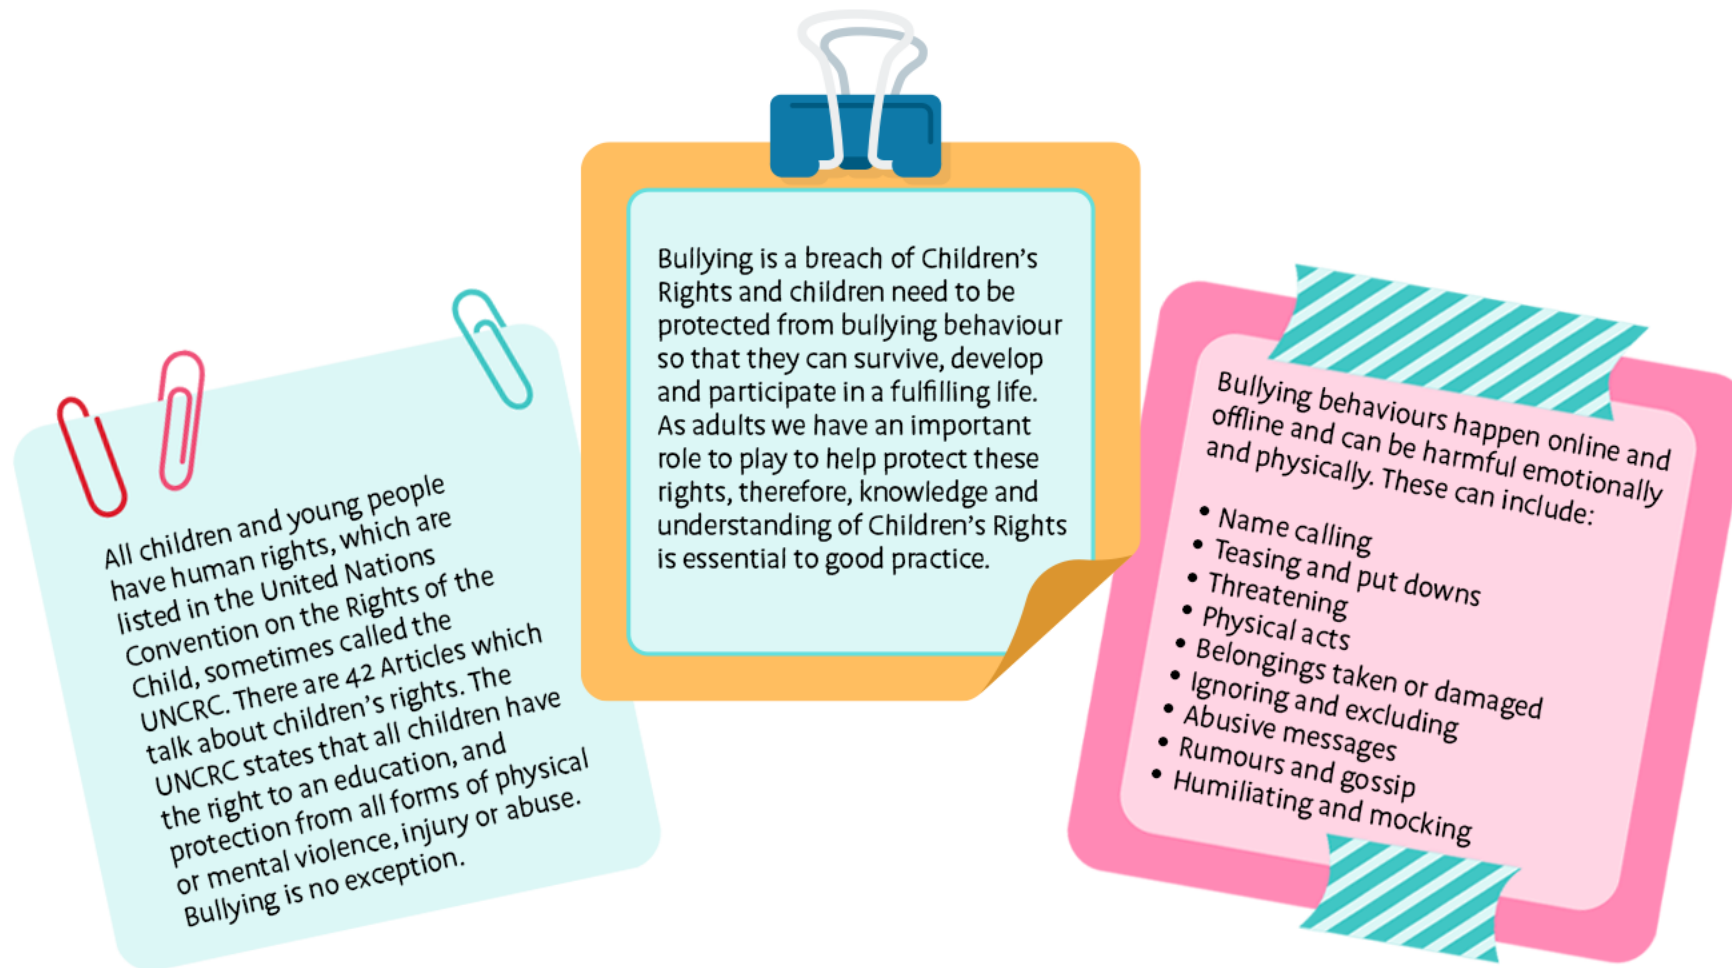 All children and young people
have human rights, which are
listed in the United Nations
Convention on the Rights of the
Child, sometimes called the
UNCRC. There are 42 Articles which
talk about children's rights. The
UNCRC states that all children have
the right to an education, and
protection from all forms of physical
or mental violence, injury or abuse.
Bullying is no exception.
Bullying is a breach of Children's
Rights and children need to be
protected from bullying behaviour
so that they can survive, develop
and participate in a fulfilling life.
As adults we have an important
role to play to help protect these
rights, therefore, knowledge and
understanding of Children's Rights
is essential to good practice.
Bullying behaviours happen online and
offline and can be harmful emotionally
and physically. These can include:
• Name calling
• Teasing and put downs
• Threatening
• Physical acts
• Belongings taken or damaged
• Ignoring and excluding
• Abusive messages
• Rumours and gossip
• Humiliating and mocking